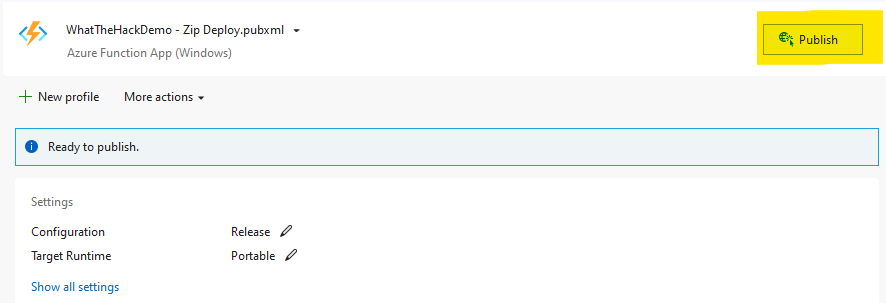 WhatTheHackDemo - Zip Deploy.pubxml
Azure Function App (Windows)
Publish
New profile More actions
Ready to publish.
Settings
Configuration Release
Target Runtime Portable
Show all settings